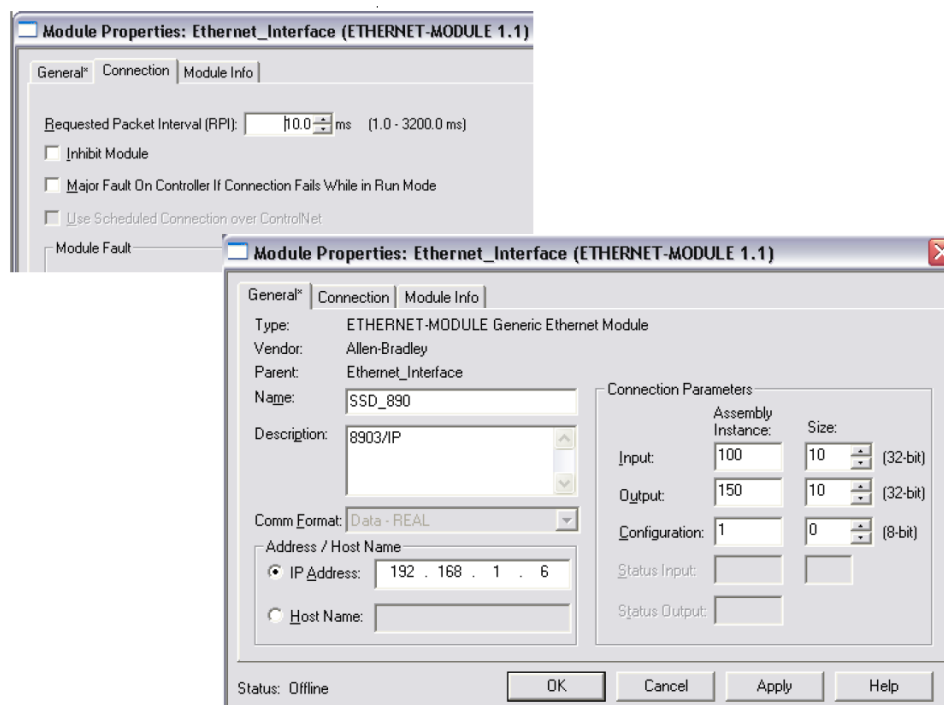 Module Properties: Ethernet_Interface (ETHERNET-MODULE 1.1)
General* Connection Module Info
Requested Packet Interval (RPI): 10.0 ms (1.0 - 3200.0 ms)
Inhibit Module
Major Fault On Controller If Connection Fails While in Run Mode
Use Scheduled Connection over ControlNet
Module Fault
Module Properties: Ethernet_Interface (ETHERNET-MODULE 1.1)
General* Connection Module Info
Type: ETHERNET-MODULE Generic Ethernet Module
Vendor: Allen-Bradley
Parent: Ethernet_Interface
Name: SSD_890
Description: 8903/IP
Comm Format: Data - REAL
Address / Host Name
IP Address: 192 . 168 . 1 . 6
Host Name:
Connection Parameters
Assembly Instance: Size:
Input: 100 10 (32-bit)
Output: 150 10 (32-bit)
Configuration: 1 0 (8-bit)
Status Input:
Status Output:
Status: Offline
OK Cancel Apply Help